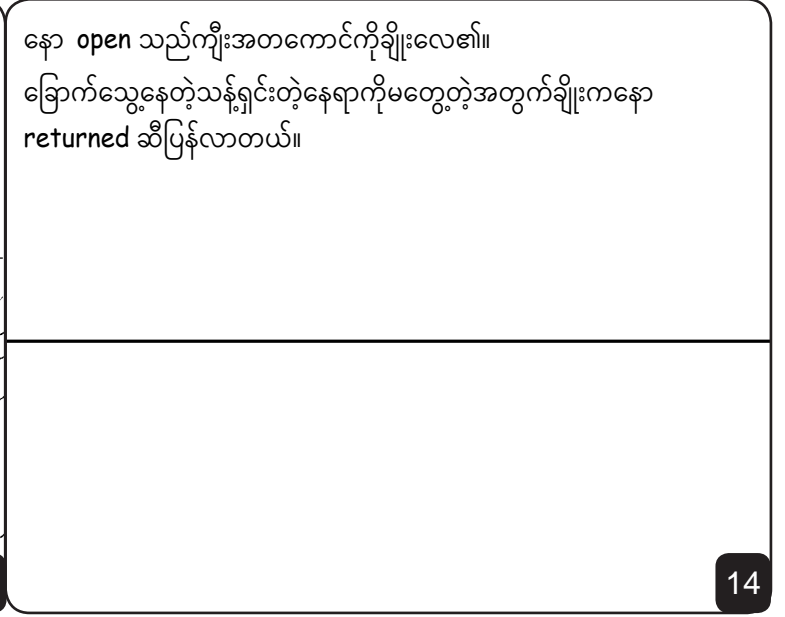 နော open သည်ကျီးအတကောင်ကိုချိုးလေ၏။
ခြောက်သွေ့နေတဲ့သန့်ရှင်းတဲ့နေရာကိုမတွေ့တဲ့အတွက်ချိုးကနော
returned ဆီပြန်လာတယ်။
14